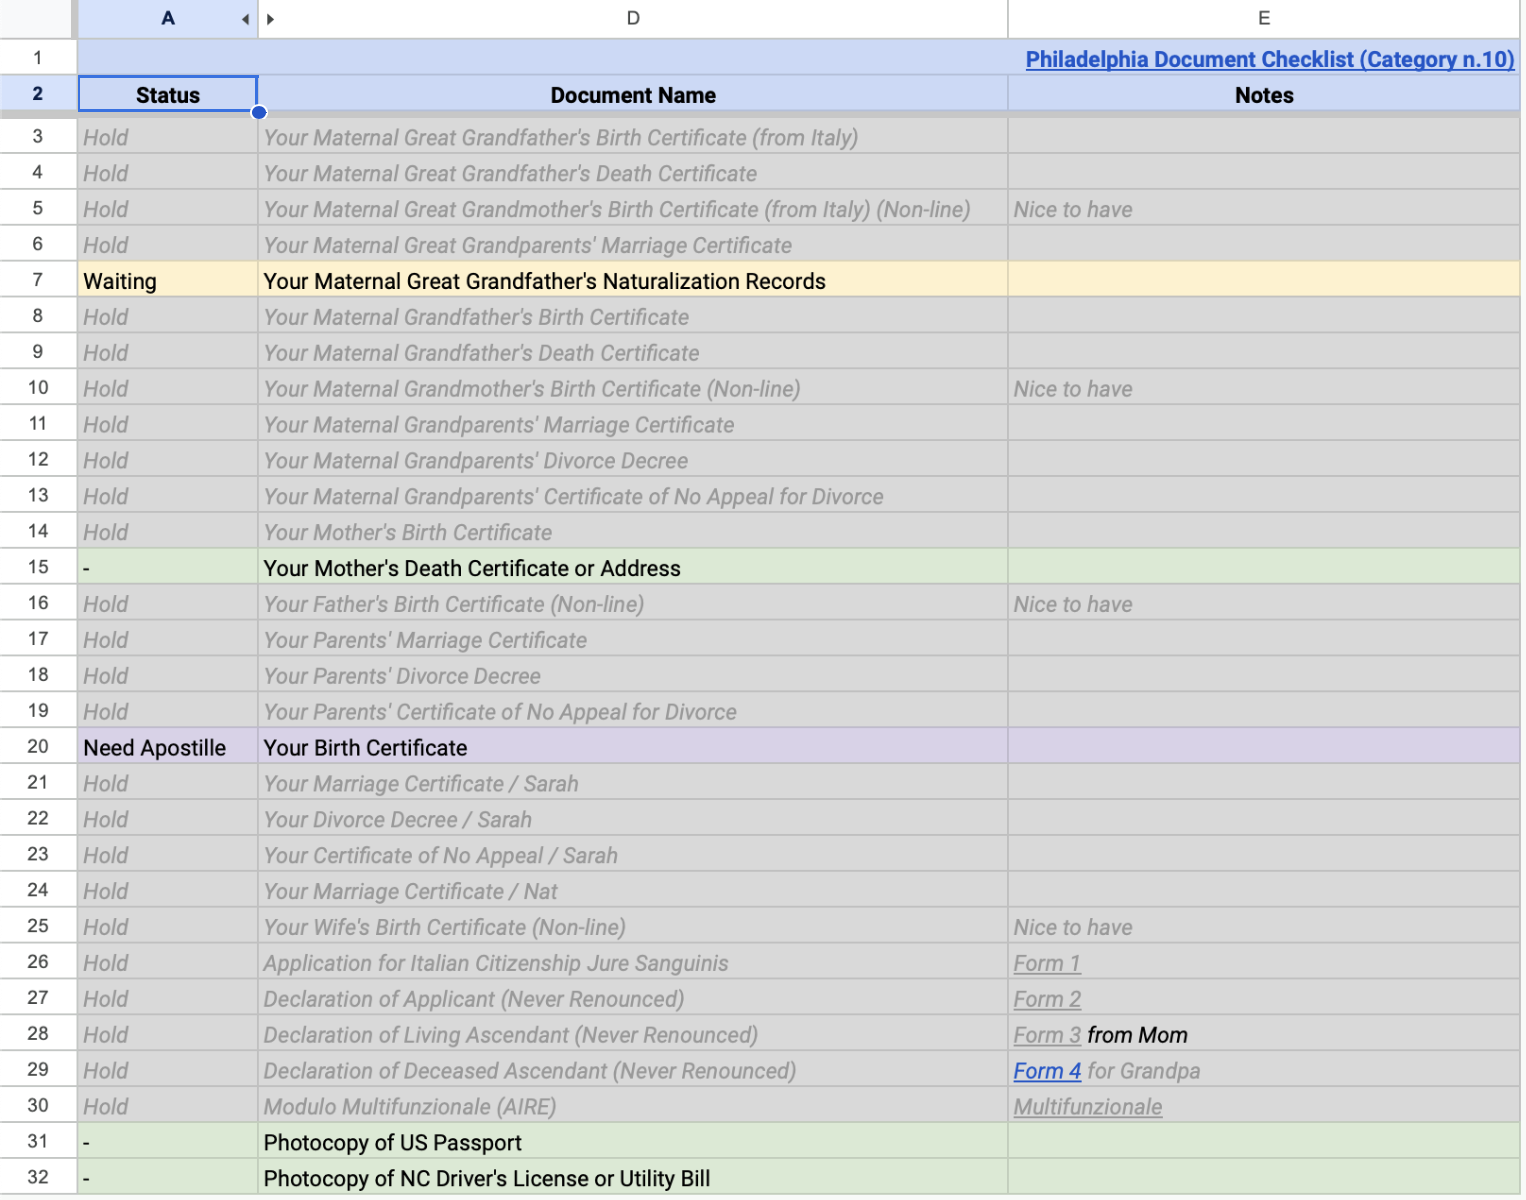 A D E
1 Philadelphia Document Checklist (Category n.10)
2 Status Document Name Notes
3 Hold Your Maternal Great Grandfather's Birth Certificate (from Italy)
4 Hold Your Maternal Great Grandfather's Death Certificate
5 Hold Your Maternal Great Grandmother's Birth Certificate (from Italy) (Non-line) Nice to have
6 Hold Your Maternal Great Grandparents' Marriage Certificate
7 Waiting Your Maternal Great Grandfather's Naturalization Records
8 Hold Your Maternal Grandfather's Birth Certificate
9 Hold Your Maternal Grandfather's Death Certificate
10 Hold Your Maternal Grandmother's Birth Certificate (Non-line) Nice to have
11 Hold Your Maternal Grandparents' Marriage Certificate
12 Hold Your Maternal Grandparents' Divorce Decree
13 Hold Your Maternal Grandparents' Certificate of No Appeal for Divorce
14 Hold Your Mother's Birth Certificate
15 - Your Mother's Death Certificate or Address
16 Hold Your Father's Birth Certificate (Non-line) Nice to have
17 Hold Your Parents' Marriage Certificate
18 Hold Your Parents' Divorce Decree
19 Hold Your Parents' Certificate of No Appeal for Divorce
20 Need Apostille Your Birth Certificate
21 Hold Your Marriage Certificate / Sarah
22 Hold Your Divorce Decree / Sarah
23 Hold Your Certificate of No Appeal / Sarah
24 Hold Your Marriage Certificate / Nat
25 Hold Your Wife's Birth Certificate (Non-line) Nice to have
26 Hold Application for Italian Citizenship Jure Sanguinis Form 1
27 Hold Declaration of Applicant (Never Renounced) Form 2
28 Hold Declaration of Living Ascendant (Never Renounced) Form 3 from Mom
29 Hold Declaration of Deceased Ascendant (Never Renounced) Form 4 for Grandpa
30 Hold Modulo Multifunzionale (AIRE) Multifunzionale
31 - Photocopy of US Passport
32 - Photocopy of NC Driver's License or Utility Bill